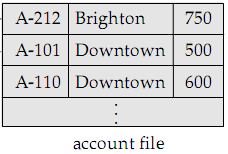 A-212 Brighton 750
A-101 Downtown 500
A-110 Downtown 600
⋮
account file